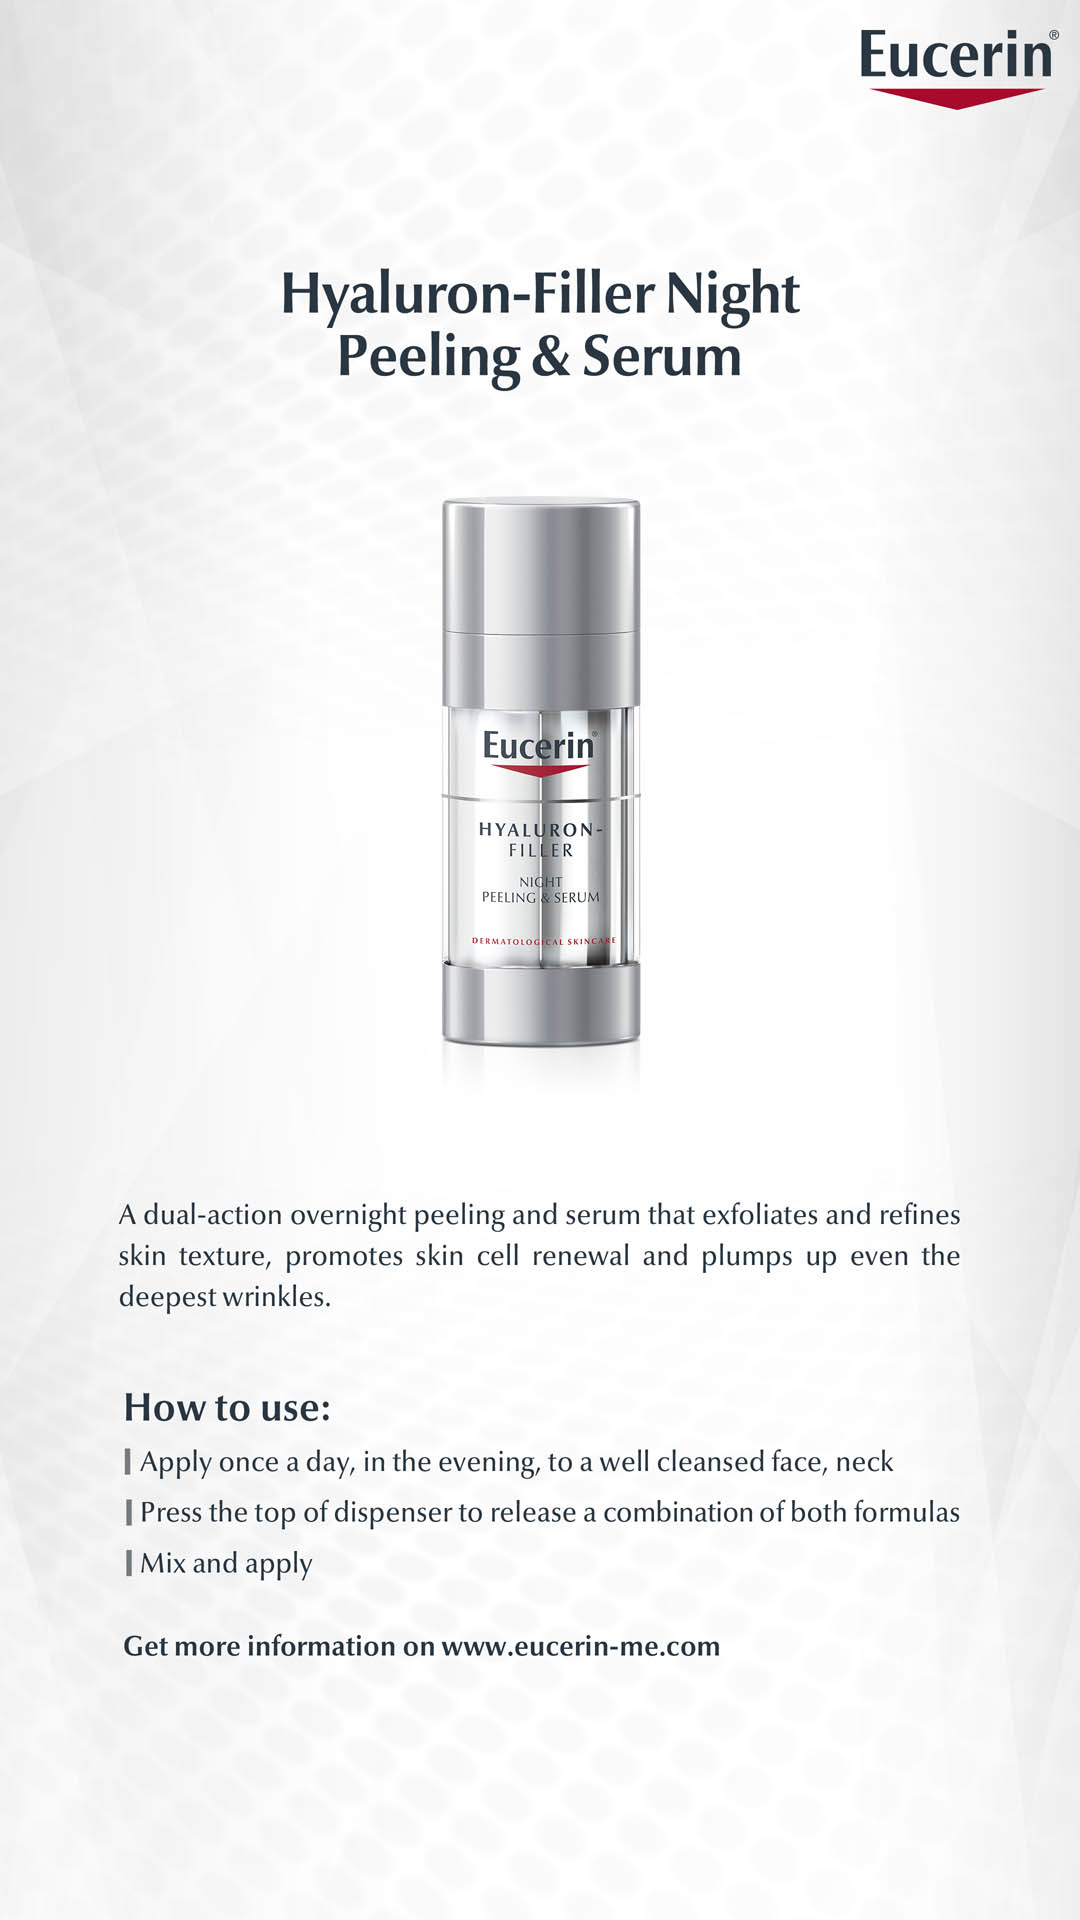 Eucerin®
Hyaluron-Filler Night
Peeling & Serum
Eucerin®
HYALURON-
FILLER
NIGHT
PEELING & SERUM
DERMATOLOGICAL SKINCARE
A dual-action overnight peeling and serum that exfoliates and refines
skin texture, promotes skin cell renewal and plumps up even the
deepest wrinkles.
How to use:
Apply once a day, in the evening, to a well cleansed face, neck
Press the top of dispenser to release a combination of both formulas
Mix and apply
Get more information on www.eucerin-me.com